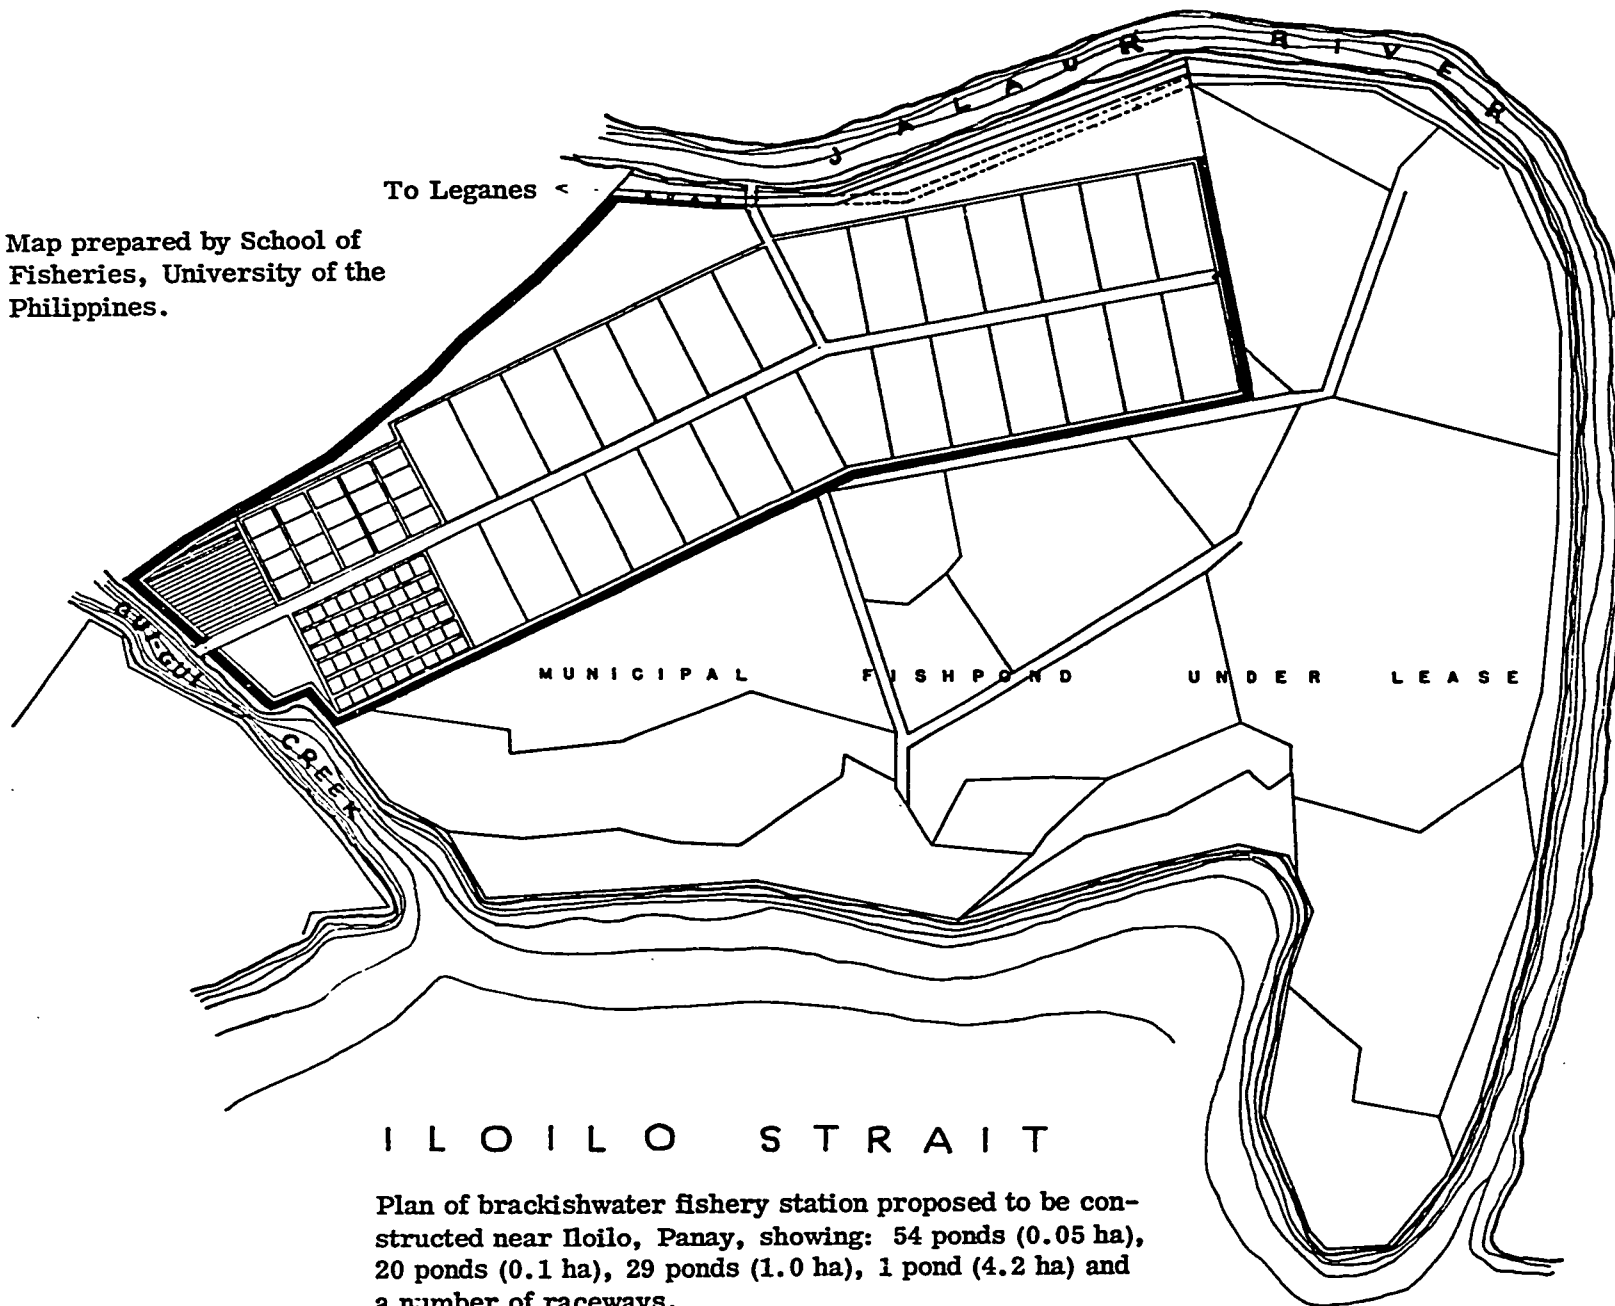 JALAUR RIVER
To Leganes <
Map prepared by School of
Fisheries, University of the
Philippines.
GUI-GUI CREEK
MUNICIPAL FISHPOND UNDER LEASE
ILOILO STRAIT
Plan of brackishwater fishery station proposed to be con-
structed near Iloilo, Panay, showing: 54 ponds (0.05 ha),
20 ponds (0.1 ha), 29 ponds (1.0 ha), 1 pond (4.2 ha) and
a number of raceways.